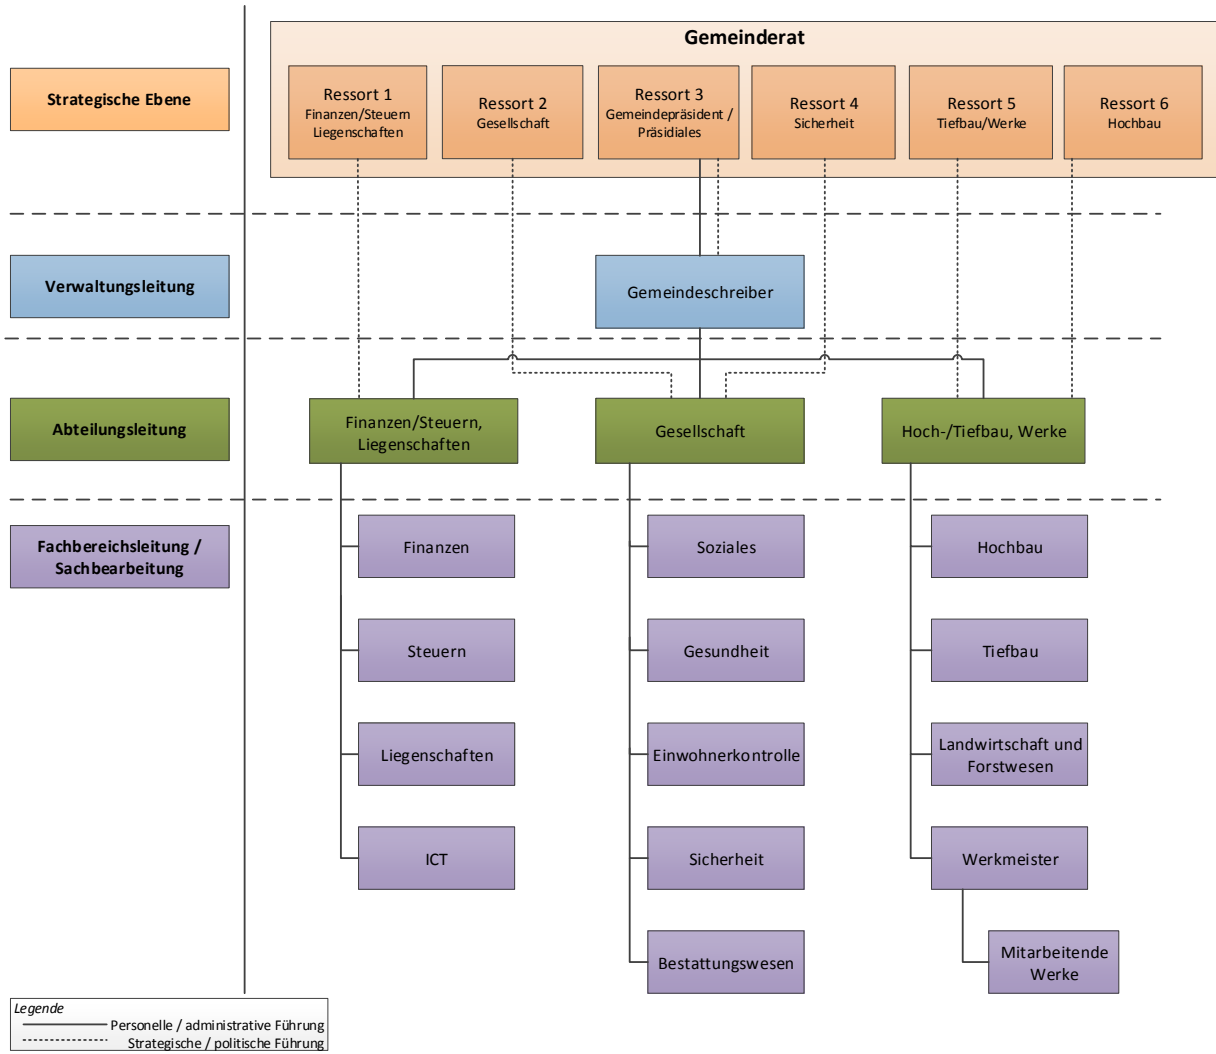 Gemeinderat
Strategische Ebene
Ressort 1
Finanzen/Steuern
Liegenschaften
Ressort 2
Gesellschaft
Ressort 3
Gemeindepräsident /
Präsidiales
Ressort 4
Sicherheit
Ressort 5
Tiefbau/Werke
Ressort 6
Hochbau
Verwaltungsleitung
Gemeindeschreiber
Abteilungsleitung
Finanzen/Steuern,
Liegenschaften
Gesellschaft
Hoch-/Tiefbau, Werke
Fachbereichsleitung /
Sachbearbeitung
Finanzen
Soziales
Hochbau
Steuern
Gesundheit
Tiefbau
Liegenschaften
Einwohnerkontrolle
Landwirtschaft und
Forstwesen
ICT
Sicherheit
Werkmeister
Bestattungswesen
Mitarbeitende
Werke
Legende
Personelle / administrative Führung
Strategische / politische Führung